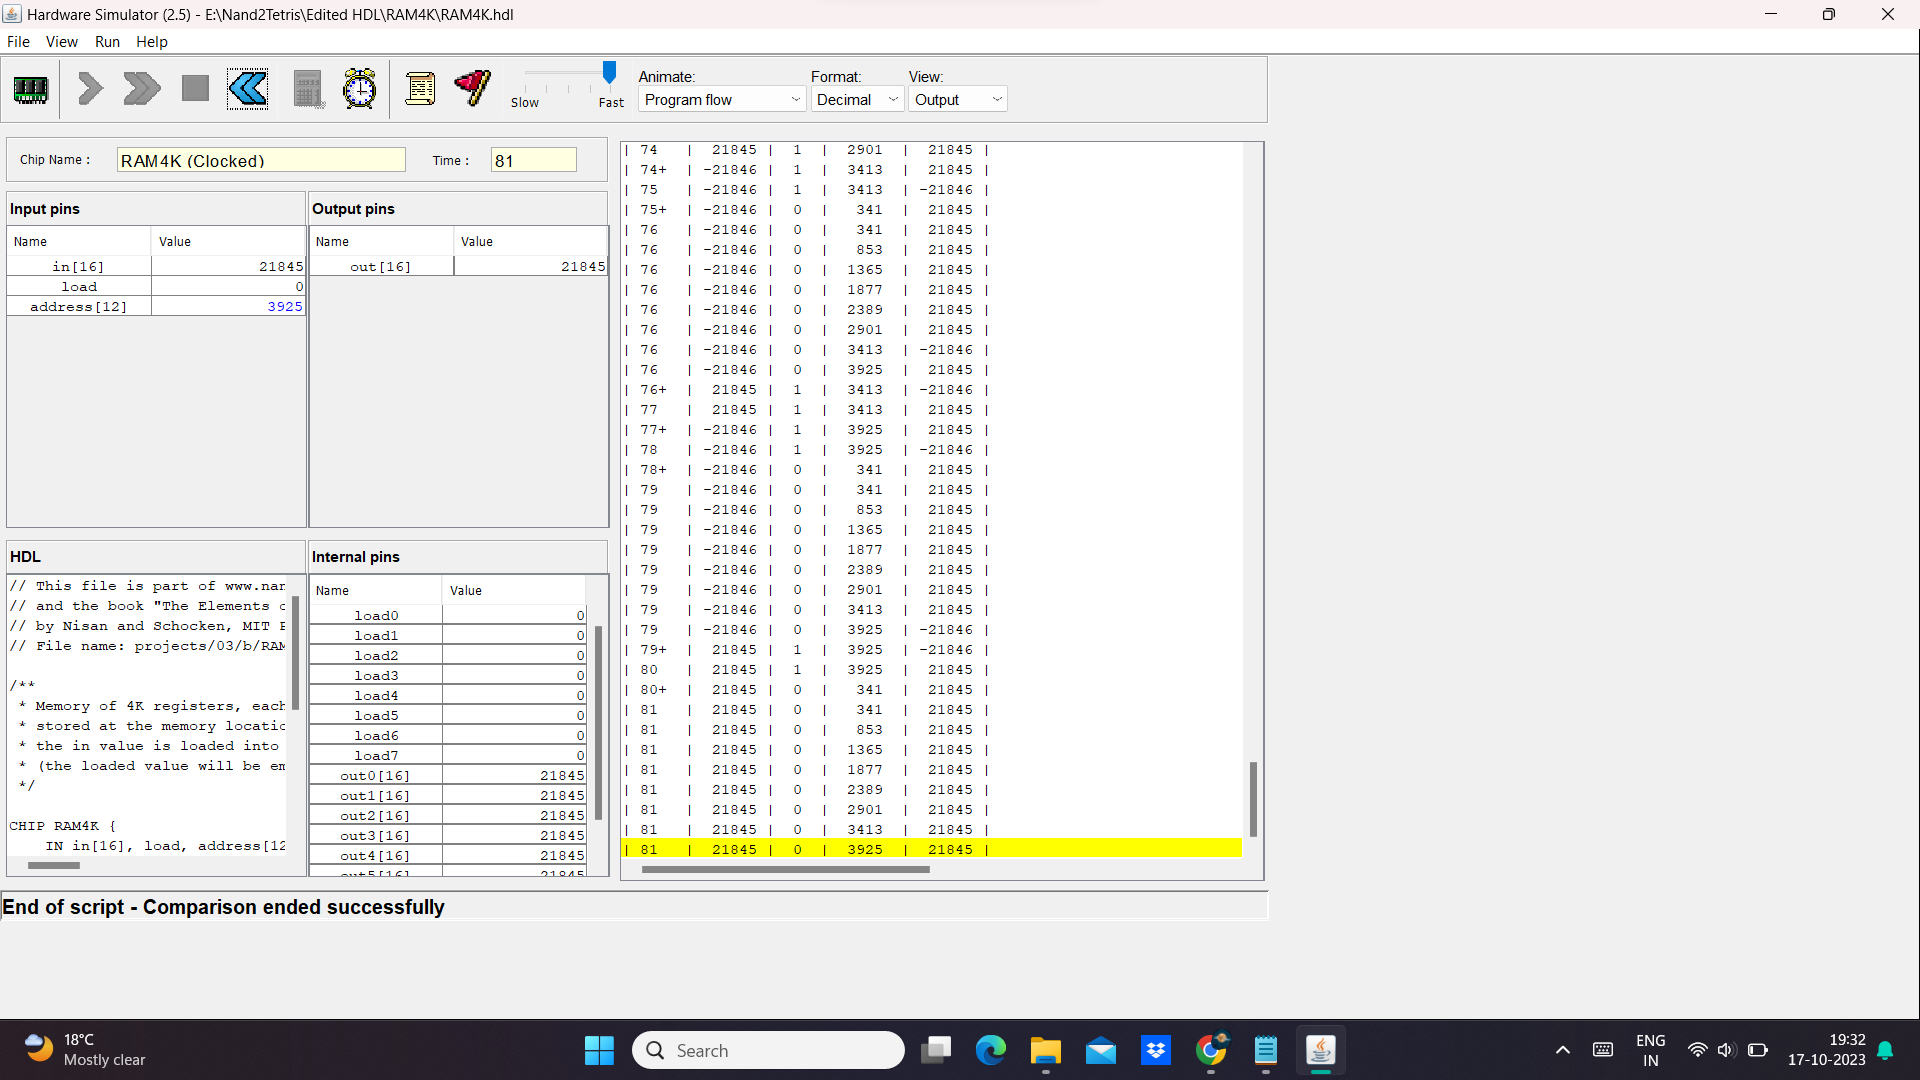 Hardware Simulator (2.5) - E:\Nand2Tetris\Edited HDL\RAM4K\RAM4K.hdl
File View Run Help
Slow Fast
Animate: Format: View:
Program flow Decimal Output
Chip Name : RAM4K (Clocked) Time : 81
Input pins
Name Value
in[16] 21845
load 0
address[12] 3925
Output pins
Name Value
out[16] 21845
HDL
// This file is part of www.nan
// and the book "The Elements o
// by Nisan and Schocken, MIT P
// File name: projects/03/b/RAM
/**
* Memory of 4K registers, each
* stored at the memory locatio
* the in value is loaded into
* (the loaded value will be em
*/
CHIP RAM4K {
IN in[16], load, address[12
Internal pins
Name Value
load0 0
load1 0
load2 0
load3 0
load4 0
load5 0
load6 0
load7 0
out0[16] 21845
out1[16] 21845
out2[16] 21845
out3[16] 21845
out4[16] 21845
out5[16] 21845
| 74 | 21845 | 1 | 2901 | 21845 |
| 74+ | -21846 | 1 | 3413 | 21845 |
| 75 | -21846 | 1 | 3413 | -21846 |
| 75+ | -21846 | 0 | 341 | 21845 |
| 76 | -21846 | 0 | 341 | 21845 |
| 76 | -21846 | 0 | 853 | 21845 |
| 76 | -21846 | 0 | 1365 | 21845 |
| 76 | -21846 | 0 | 1877 | 21845 |
| 76 | -21846 | 0 | 2389 | 21845 |
| 76 | -21846 | 0 | 2901 | 21845 |
| 76 | -21846 | 0 | 3413 | -21846 |
| 76 | -21846 | 0 | 3925 | 21845 |
| 76+ | 21845 | 1 | 3413 | -21846 |
| 77 | 21845 | 1 | 3413 | 21845 |
| 77+ | -21846 | 1 | 3925 | 21845 |
| 78 | -21846 | 1 | 3925 | -21846 |
| 78+ | -21846 | 0 | 341 | 21845 |
| 79 | -21846 | 0 | 341 | 21845 |
| 79 | -21846 | 0 | 853 | 21845 |
| 79 | -21846 | 0 | 1365 | 21845 |
| 79 | -21846 | 0 | 1877 | 21845 |
| 79 | -21846 | 0 | 2389 | 21845 |
| 79 | -21846 | 0 | 2901 | 21845 |
| 79 | -21846 | 0 | 3413 | 21845 |
| 79 | -21846 | 0 | 3925 | -21846 |
| 79+ | 21845 | 1 | 3925 | -21846 |
| 80 | 21845 | 1 | 3925 | 21845 |
| 80+ | 21845 | 0 | 341 | 21845 |
| 81 | 21845 | 0 | 341 | 21845 |
| 81 | 21845 | 0 | 853 | 21845 |
| 81 | 21845 | 0 | 1365 | 21845 |
| 81 | 21845 | 0 | 1877 | 21845 |
| 81 | 21845 | 0 | 2389 | 21845 |
| 81 | 21845 | 0 | 2901 | 21845 |
| 81 | 21845 | 0 | 3413 | 21845 |
| 81 | 21845 | 0 | 3925 | 21845 |
End of script - Comparison ended successfully
18°C
Mostly clear
Search
ENG
IN
19:32
17-10-2023